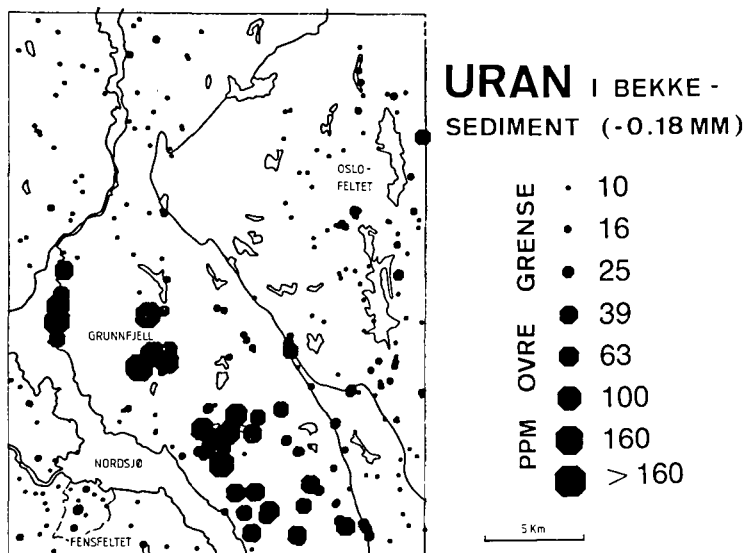 URAN I BEKKE-
SEDIMENT (-0.18 MM)
OSLO-
FELTET
GRUNNFJELL
NORDSJØ
FENSFELTET
PPM OVRE GRENSE
10
16
25
39
63
100
160
> 160
5 Km